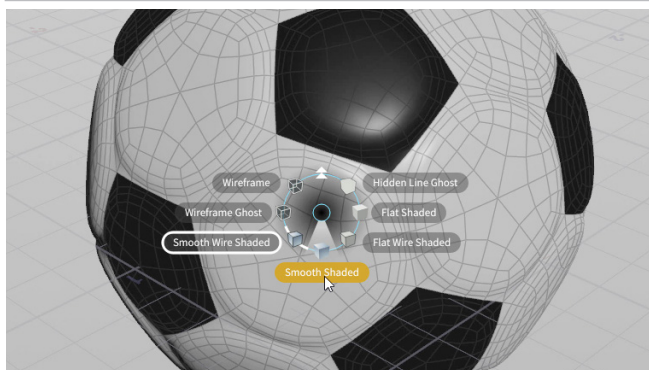 Wireframe
Hidden Line Ghost
Wireframe Ghost
Flat Shaded
Smooth Wire Shaded
Flat Wire Shaded
Smooth Shaded